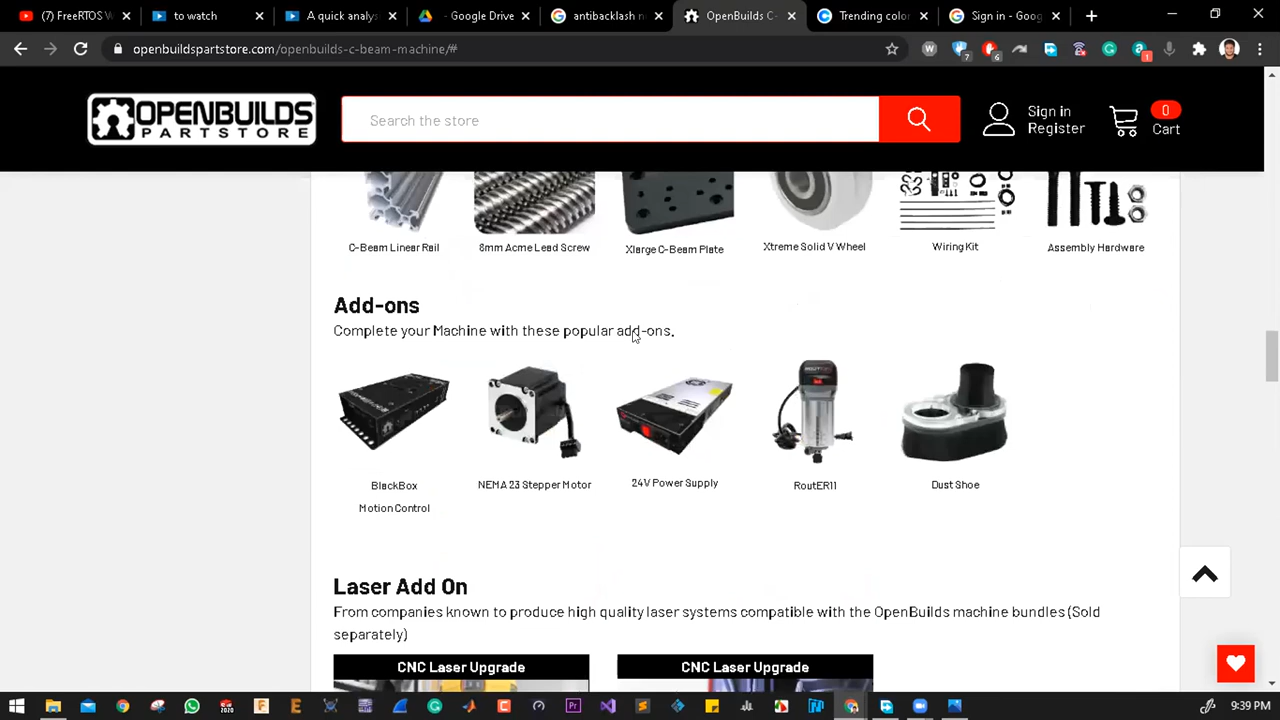 (7) FreeRTOS W
to watch
A quick analys
- Google Drive
antibacklash n
OpenBuilds C-
Trending color
Sign in - Goog
openbuildspartstore.com/openbuilds-c-beam-machine/#
OPENBUILDS
PARTSTORE
Search the store
Sign in
Register
0
Cart
C-Beam Linear Rail
8mm Acme Lead Screw
Xlarge C-Beam Plate
Xtreme Solid V Wheel
Wiring Kit
Assembly Hardware
Add-ons
Complete your Machine with these popular add-ons.
BlackBox
Motion Control
NEMA 23 Stepper Motor
24V Power Supply
RoutER11
Dust Shoe
Laser Add On
From companies known to produce high quality laser systems compatible with the OpenBuilds machine bundles (Sold
separately)
CNC Laser Upgrade
CNC Laser Upgrade
9:39 PM